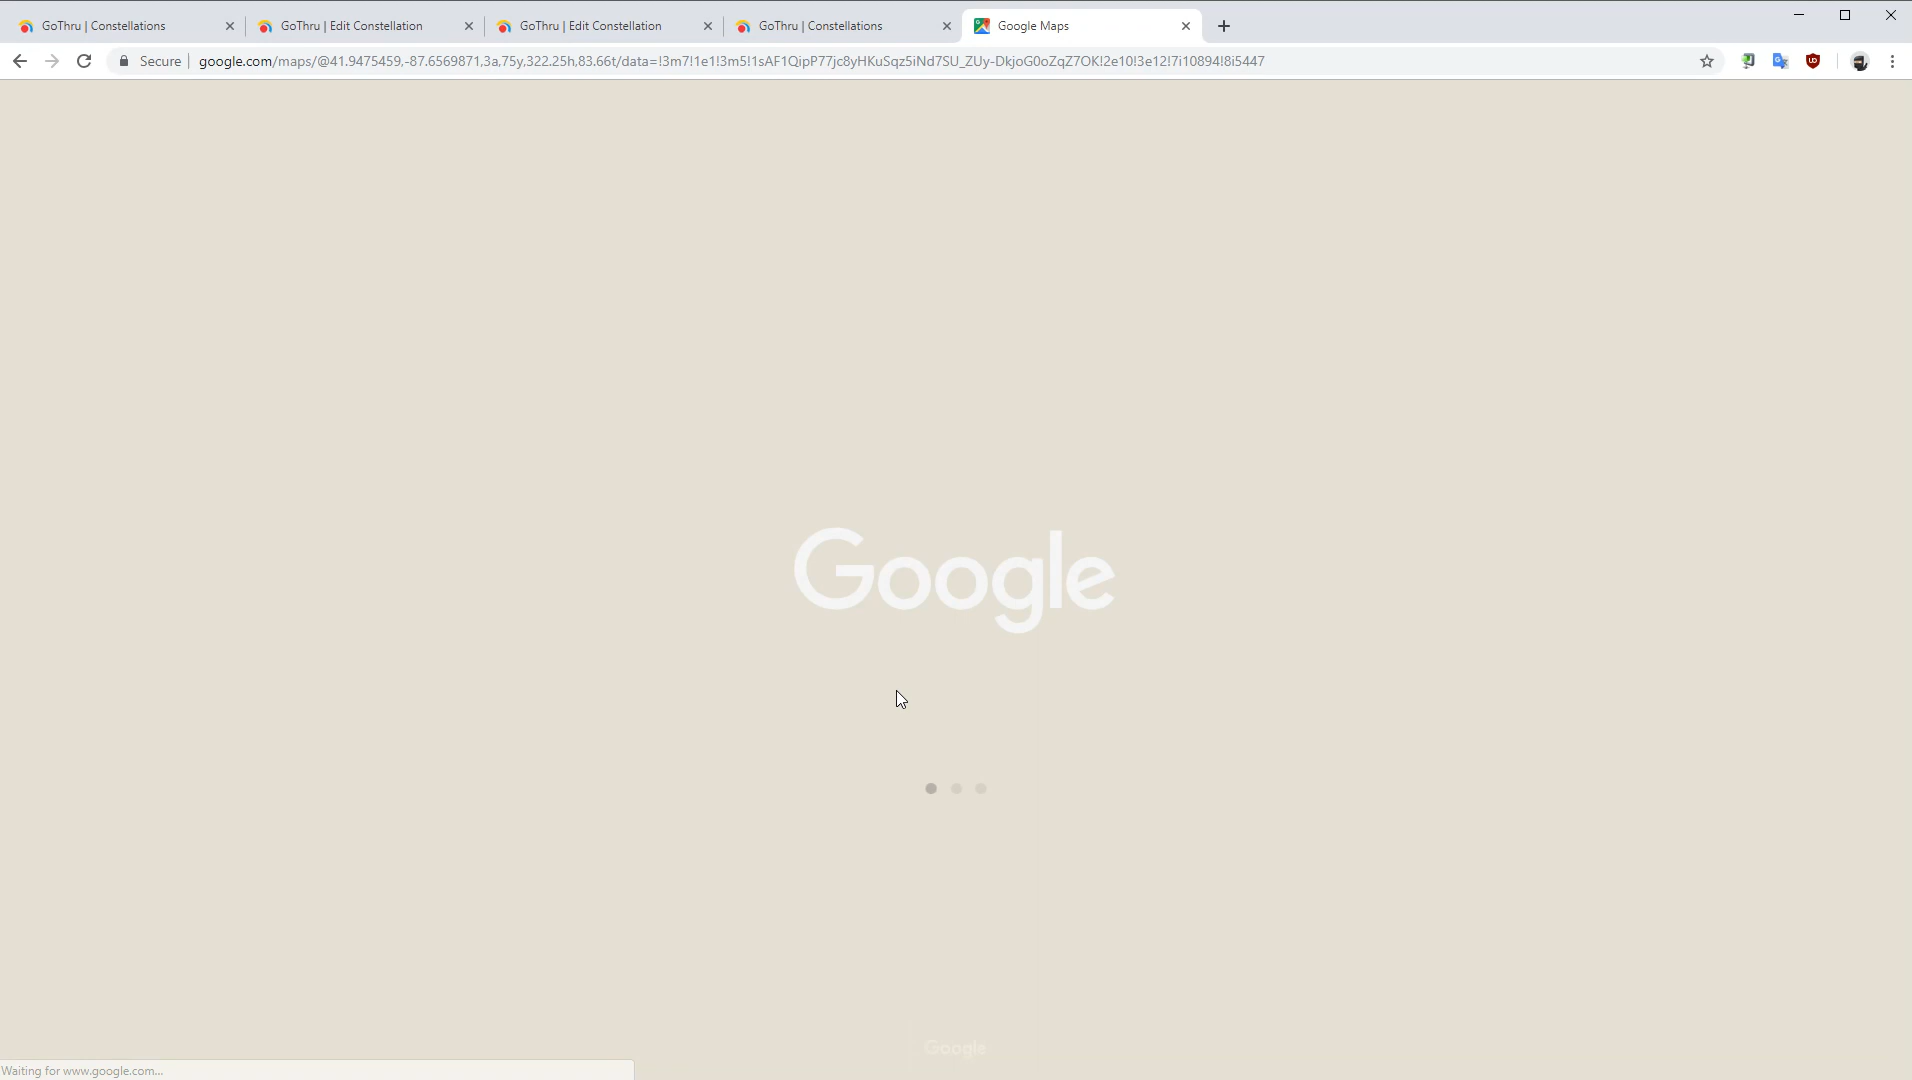 GoThru | Constellations
GoThru | Edit Constellation
GoThru | Edit Constellation
GoThru | Constellations
Google Maps
Secure
google.com/maps/@41.9475459,-87.6569871,3a,75y,322.25h,83.66t/data=!3m7!1e1!3m5!1sAF1QipP77jc8yHKuSqz5iNd7SU_ZUy-DkjoG0oZqZ7OK!2e10!3e12!7i10894!8i5447
Google
Google
Waiting for www.google.com...